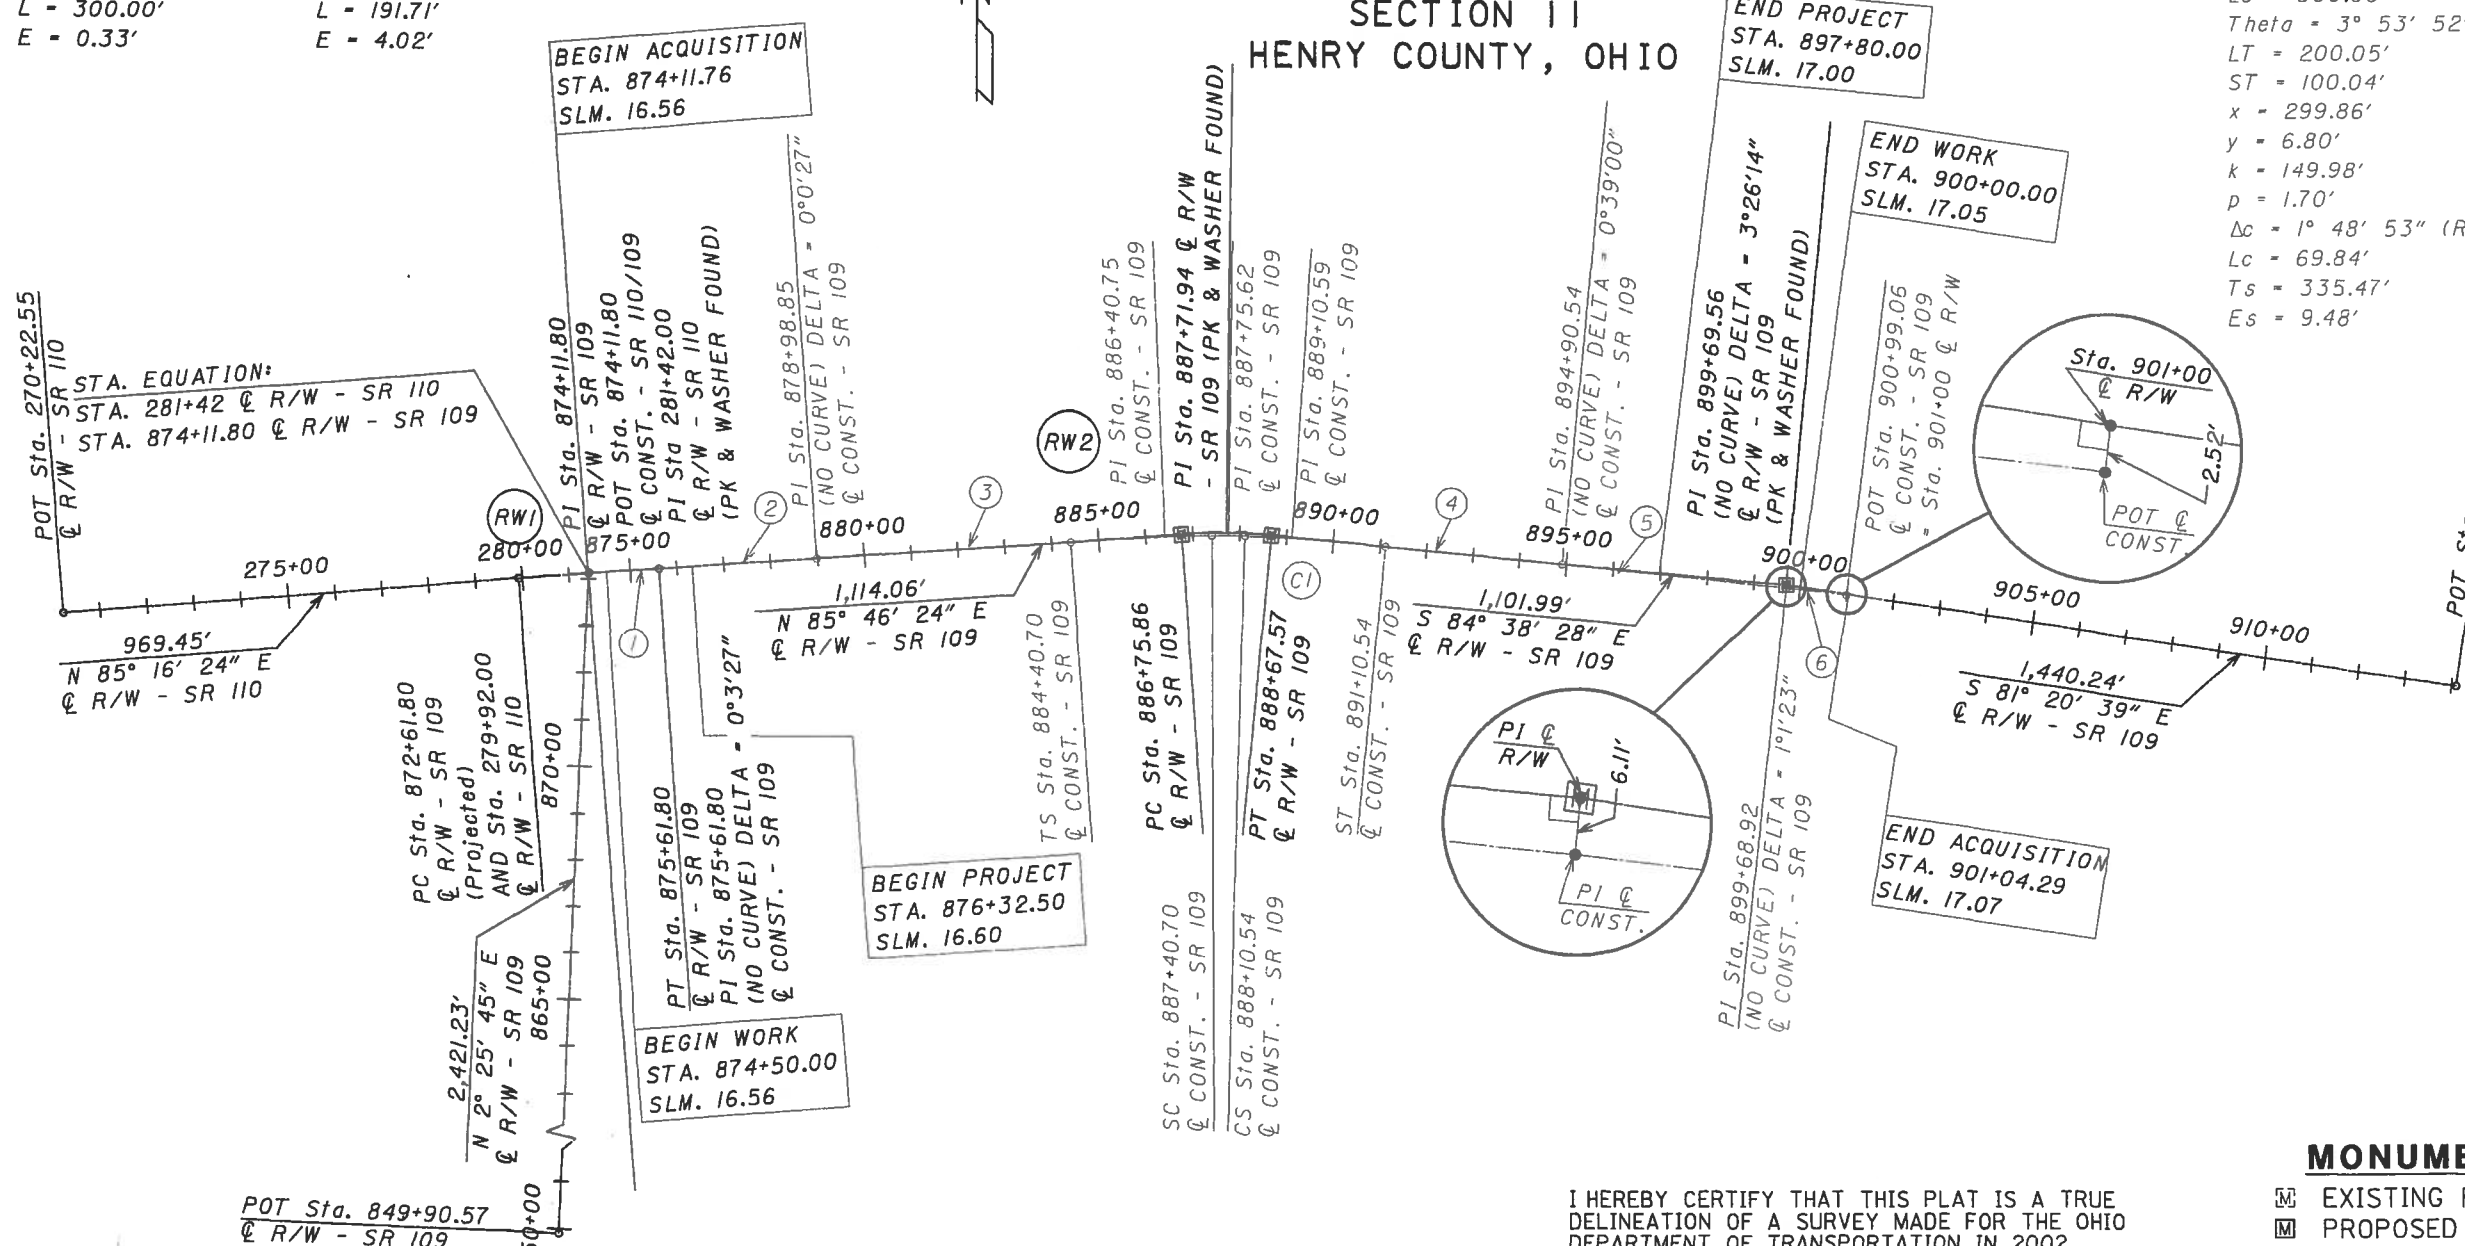 L = 300.00'
E = 0.33'
L = 191.71'
E = 4.02'
SECTION 11
HENRY COUNTY, OHIO
BEGIN ACQUISITION
STA. 874+11.76
SLM. 16.56
END PROJECT
STA. 897+80.00
SLM. 17.00
END WORK
STA. 900+00.00
SLM. 17.05
Theta = 3° 53' 52"
LT = 200.05'
ST = 100.04'
x = 299.86'
y = 6.80'
k = 149.98'
p = 1.70'
Δc = 1° 48' 53" (R
Lc = 69.84'
Ts = 335.47'
Es = 9.48'
POT Sta. 270+22.55
℄ R/W - SR 110
STA. EQUATION:
STA. 281+42 ℄ R/W - SR 110
STA. 874+11.80 ℄ R/W - SR 109
PI Sta. 874+11.80
℄ R/W - SR 109
POT Sta. 874+11.80
℄ CONST. - SR 110/109
PI Sta 281+42.00
℄ R/W - SR 110
(PK & WASHER FOUND)
PI Sta. 878+98.85
(NO CURVE) DELTA = 0°0'27"
℄ CONST. - SR 109
PI Sta. 886+40.75
℄ CONST. - SR 109
PI Sta. 887+71.94 ℄ R/W
- SR 109 (PK & WASHER FOUND)
PI Sta. 887+75.62
℄ CONST. - SR 109
PI Sta. 889+10.59
℄ CONST. - SR 109
PI Sta. 894+90.54
(NO CURVE) DELTA = 0°39'00"
℄ CONST. - SR 109
PI Sta. 899+69.56
(NO CURVE) DELTA = 3°26'14"
℄ R/W - SR 109
(PK & WASHER FOUND)
POT Sta. 900+99.06
℄ CONST. - SR 109
= Sta. 901+00 ℄ R/W
Sta. 901+00
℄ R/W
2.52'
POT ℄
CONST.
RW1
RW2
275+00
280+00
875+00
880+00
885+00
890+00
895+00
900+00
905+00
910+00
1
2
3
4
5
6
C1
969.45'
N 85° 16' 24" E
℄ R/W - SR 110
1,114.06'
N 85° 46' 24" E
℄ R/W - SR 109
1,101.99'
S 84° 38' 28" E
℄ R/W - SR 109
1,440.24'
S 81° 20' 39" E
℄ R/W - SR 109
POT St
PC Sta. 872+61.80
℄ R/W - SR 109
(Projected)
AND Sta. 279+92.00
℄ R/W - SR 110
870+00
865+00
2,421.23'
N 2° 25' 45" E
℄ R/W - SR 109
PT Sta. 875+61.80
℄ R/W - SR 109
PI Sta. 875+61.80
(NO CURVE) DELTA = 0°3'27"
℄ CONST. - SR 109
BEGIN PROJECT
STA. 876+32.50
SLM. 16.60
BEGIN WORK
STA. 874+50.00
SLM. 16.56
TS Sta. 884+40.70
℄ CONST. - SR 109
PC Sta. 886+75.86
℄ R/W - SR 109
PT Sta. 888+67.57
℄ R/W - SR 109
SC Sta. 887+40.70
℄ CONST. - SR 109
CS Sta. 888+10.54
℄ CONST. - SR 109
ST Sta. 891+10.54
℄ CONST. - SR 109
PI ℄
R/W
6.11'
PI ℄
CONST.
PI Sta. 899+68.92
(NO CURVE) DELTA = 1°1'23"
℄ CONST. - SR 109
END ACQUISITION
STA. 901+04.29
SLM. 17.07
POT Sta. 849+90.57
℄ R/W - SR 109
50+00
I HEREBY CERTIFY THAT THIS PLAT IS A TRUE
DELINEATION OF A SURVEY MADE FOR THE OHIO
DEPARTMENT OF TRANSPORTATION IN 2002
MONUME
M EXISTING
M PROPOSED